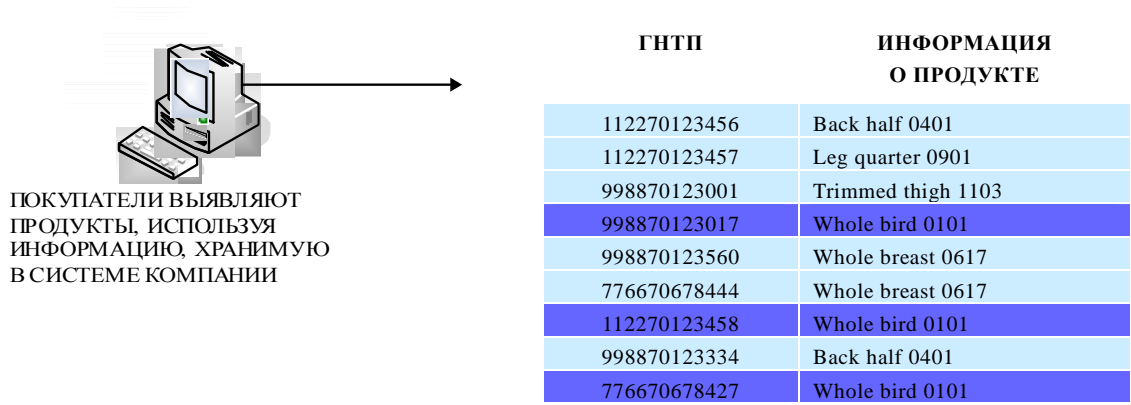 ПОКУПАТЕЛИ ВЫЯВЛЯЮТ
ПРОДУКТЫ, ИСПОЛЬЗУЯ
ИНФОРМАЦИЮ, ХРАНИМУЮ
В СИСТЕМЕ КОМПАНИИ
ГНТП ИНФОРМАЦИЯ
О ПРОДУКТЕ
112270123456 Back half 0401
112270123457 Leg quarter 0901
998870123001 Trimmed thigh 1103
998870123017 Whole bird 0101
998870123560 Whole breast 0617
776670678444 Whole breast 0617
112270123458 Whole bird 0101
998870123334 Back half 0401
776670678427 Whole bird 0101